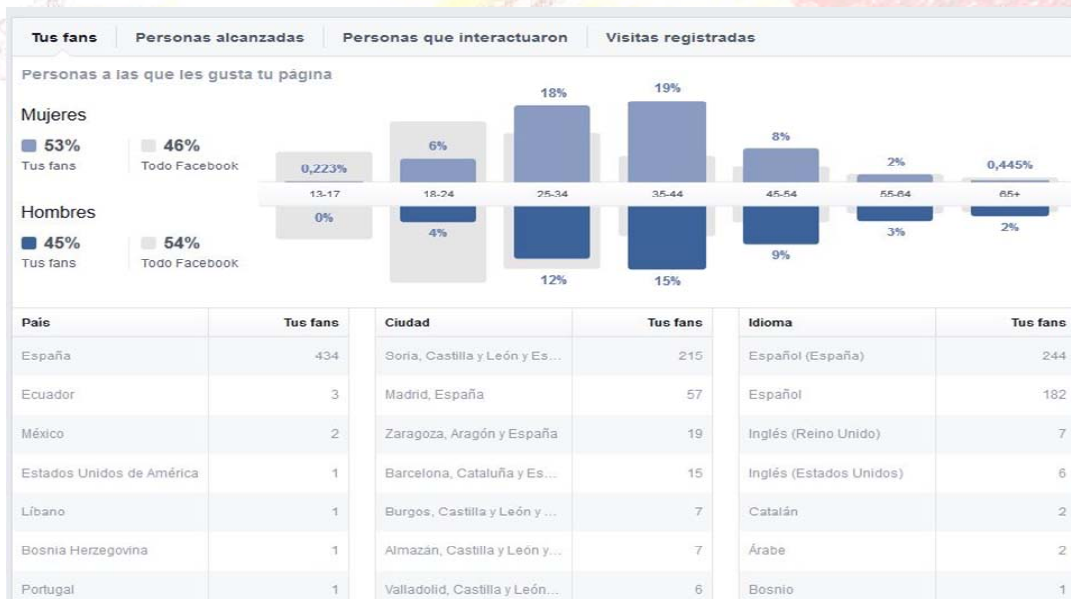 Tus fans Personas alcanzadas Personas que interactuaron Visitas registradas
Personas a las que les gusta tu página
Mujeres
53% 46%
Tus fans Todo Facebook
0,223% 6% 18% 19% 8% 2% 0,445%
13-17 18-24 25-34 35-44 45-54 55-64 65+
Hombres
45% 54%
Tus fans Todo Facebook
0% 4% 12% 15% 9% 3% 2%
País Tus fans Ciudad Tus fans Idioma Tus fans
España 434 Soria, Castilla y León y Es... 215 Español (España) 244
Ecuador 3 Madrid, España 57 Español 182
México 2 Zaragoza, Aragón y España 19 Inglés (Reino Unido) 7
Estados Unidos de América 1 Barcelona, Cataluña y Es... 15 Inglés (Estados Unidos) 6
Líbano 1 Burgos, Castilla y León y ... 7 Catalán 2
Bosnia Herzegovina 1 Almazán, Castilla y León y... 7 Árabe 2
Portugal 1 Valladolid, Castilla y León... 6 Bosnio 1